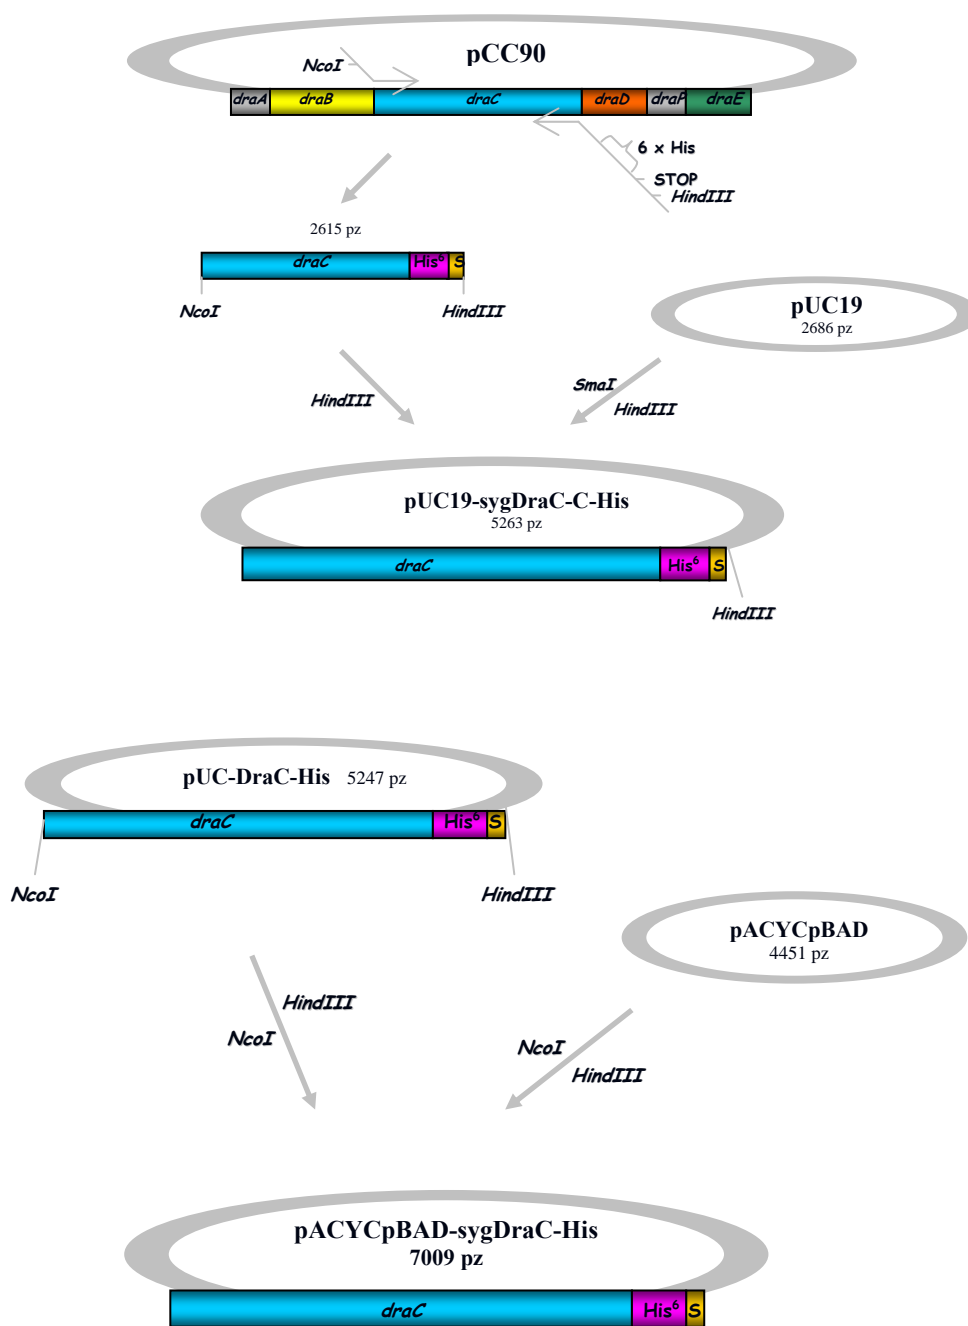 pCC90
NcoI
draA draB draC draD draP draE
6 x His
STOP
HindIII
2615 pz
draC His6 S
NcoI HindIII
pUC19
2686 pz
HindIII
SmaI
HindIII
pUC19-sygDraC-C-His
5263 pz
draC His6 S
HindIII
pUC-DraC-His 5247 pz
draC His6 S
NcoI HindIII
pACYCpBAD
4451 pz
HindIII
NcoI
NcoI
HindIII
pACYCpBAD-sygDraC-His
7009 pz
draC His6 S